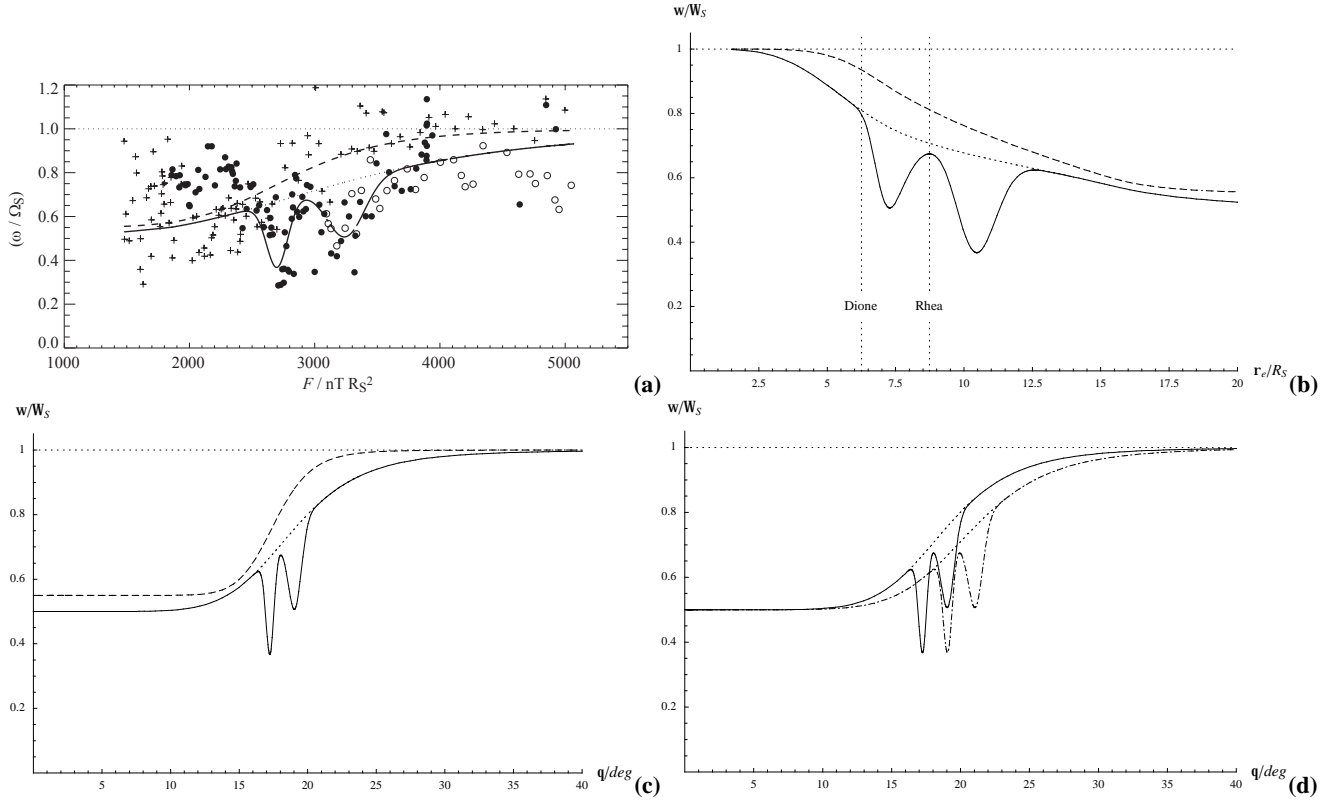 (ω / Ω_S)
1.2
1.0
0.8
0.6
0.4
0.2
0.0
1000 2000 3000 4000 5000
F / nT R_S²
(a)
w/W_S
1
0.8
0.6
0.4
0.2
Dione Rhea
2.5 5 7.5 10 12.5 15 17.5 20
r_e/R_S
(b)
w/W_S
1
0.8
0.6
0.4
0.2
5 10 15 20 25 30 35 40
q/deg
(c)
w/W_S
1
0.8
0.6
0.4
0.2
5 10 15 20 25 30 35 40
q/deg
(d)